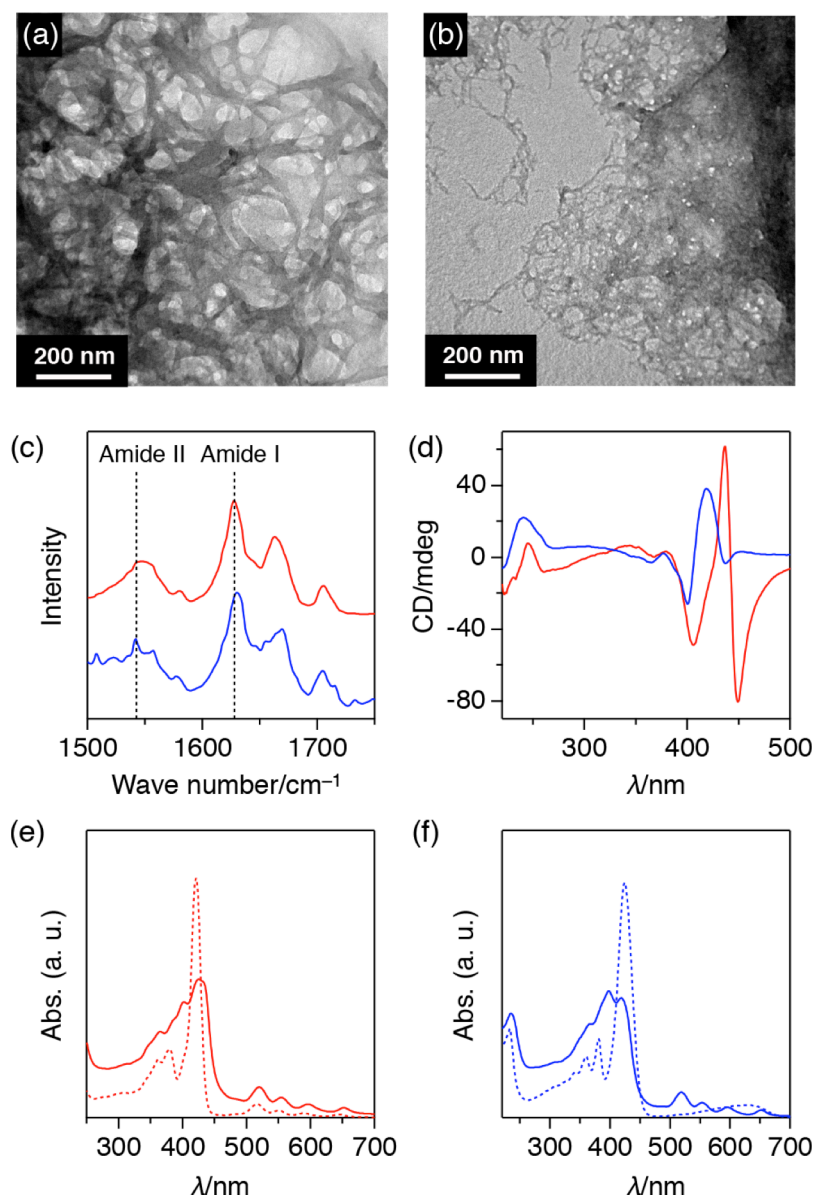 (a)
(b)
200 nm
200 nm
(c)
Amide II
Amide I
Intensity
1500
1600
1700
Wave number/cm⁻¹
(d)
CD/mdeg
40
0
-40
-80
300
400
500
λ/nm
(e)
Abs. (a. u.)
300
400
500
600
700
λ/nm
(f)
Abs. (a. u.)
300
400
500
600
700
λ/nm